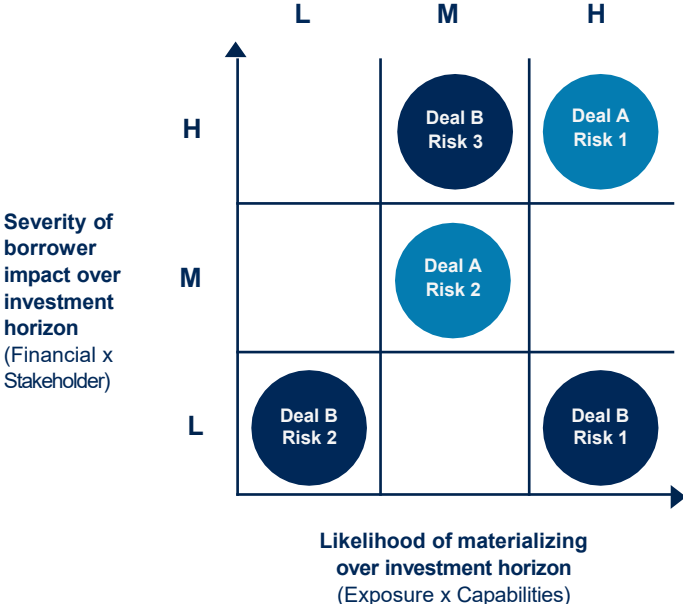 L
M
H
H
Deal B
Risk 3
Deal A
Risk 1
Severity of
borrower
impact over
investment
horizon
(Financial x
Stakeholder)
M
Deal A
Risk 2
L
Deal B
Risk 2
Deal B
Risk 1
Likelihood of materializing
over investment horizon
(Exposure x Capabilities)